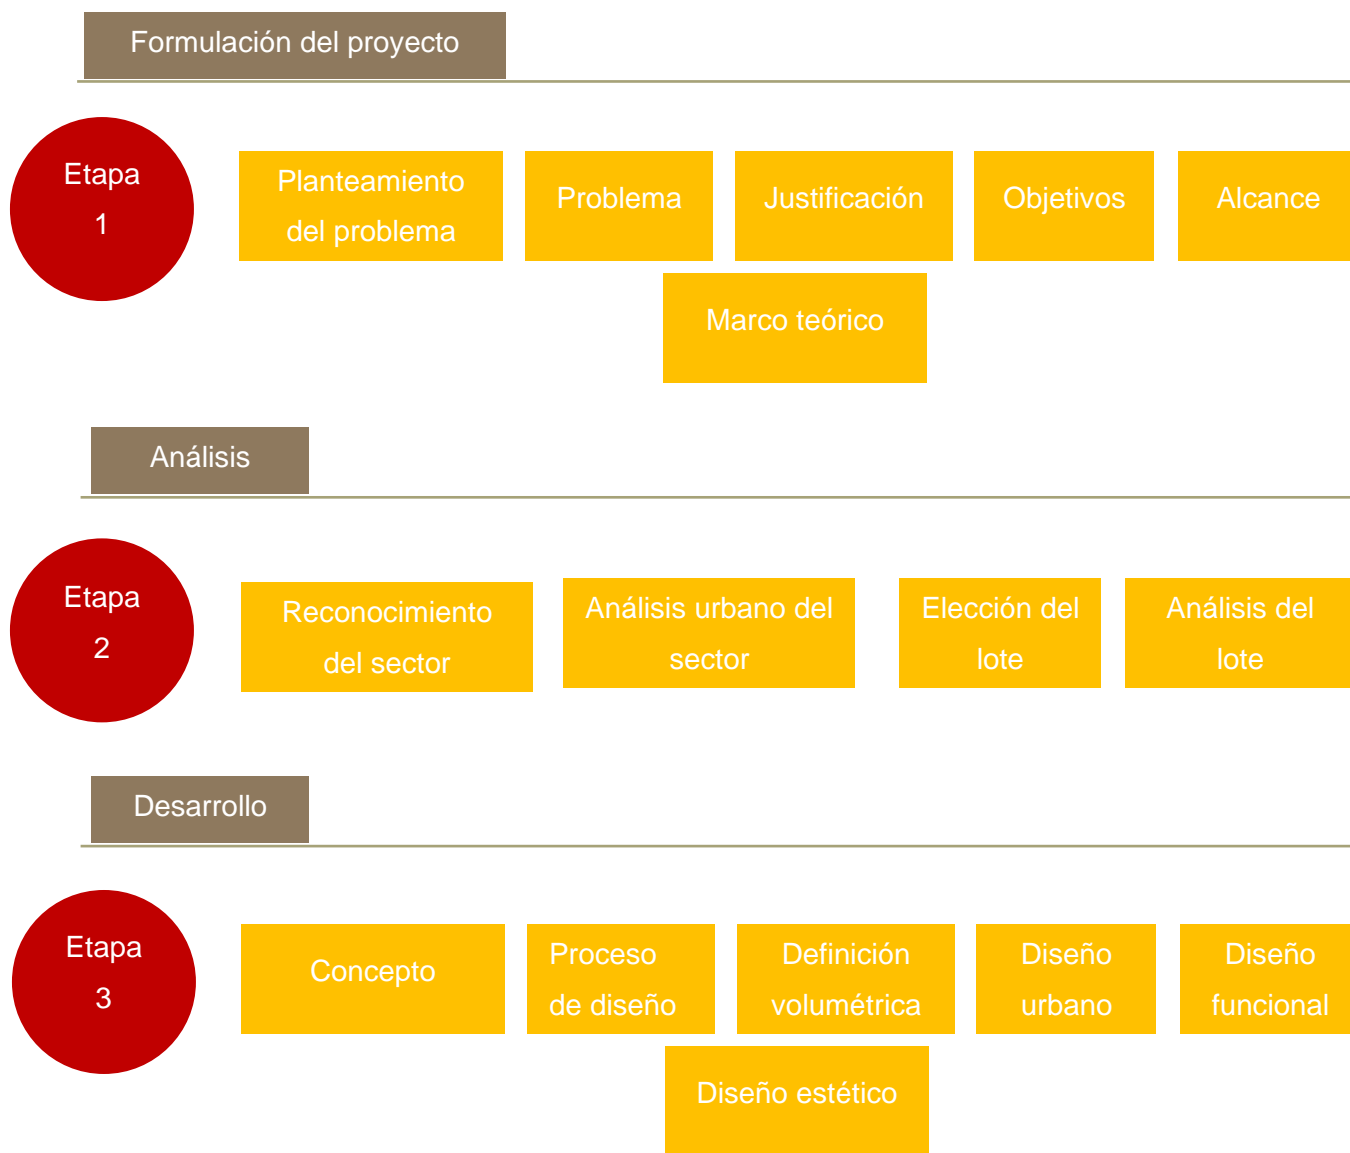 Formulación del proyecto
Etapa
1
Planteamiento
del problema
Problema
Justificación
Objetivos
Alcance
Marco teórico
Análisis
Etapa
2
Reconocimiento
del sector
Análisis urbano del
sector
Elección del
lote
Análisis del
lote
Desarrollo
Etapa
3
Concepto
Proceso
de diseño
Definición
volumétrica
Diseño
urbano
Diseño
funcional
Diseño estético